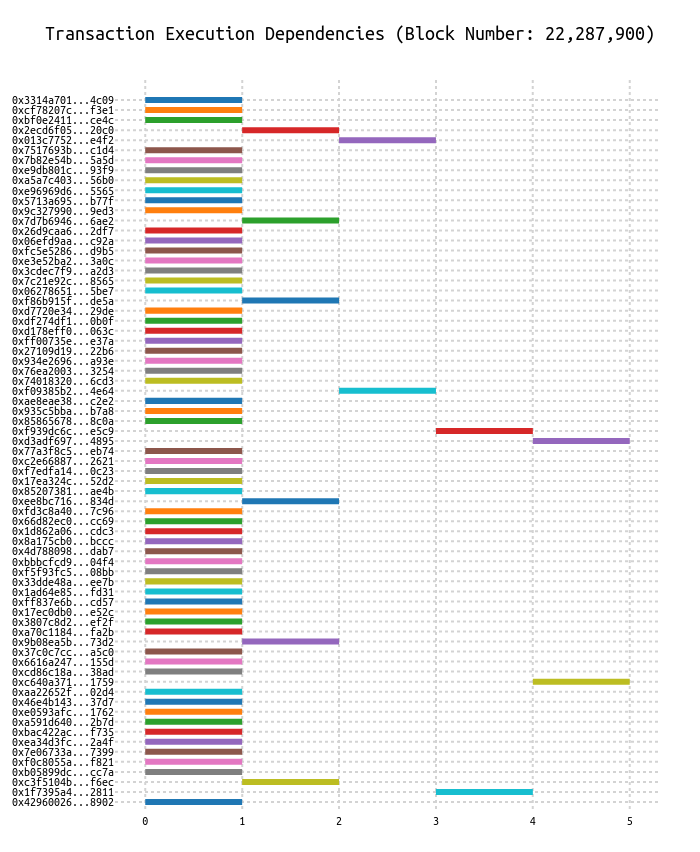 Transaction Execution Dependencies (Block Number: 22,287,900)
0x3314a701...4c09
0xcf78207c...f3e1
0xbf0e2411...ce4c
0x2ecd6f05...20c0
0x013c7752...e4f2
0x7517693b...c1d4
0x7b82e54b...5a5d
0xe9db801c...93f9
0xa5a7c403...56b0
0xe96969d6...5565
0x5713a695...b77f
0x9c327990...9ed3
0x7d7b6946...6ae2
0x26d9caa6...2df7
0x06efd9aa...c92a
0xfc5e5286...d9b5
0xe3e52ba2...3a0c
0x3cdec7f9...a2d3
0x7c21e92c...8565
0x06278651...5be7
0xf86b915f...de5a
0xd7720e34...29de
0xdf274df1...0b0f
0xd178eff0...063c
0xff00735e...e37a
0x27109d19...22b6
0x934e2696...a93e
0x76ea2003...3254
0x74018320...6cd3
0xf09385b2...4e64
0xae8eae38...c2e2
0x935c5bba...b7a8
0x85865678...8c0a
0xf939dc6c...e5c9
0xd3adf697...4895
0x77a3f8c5...eb74
0xc2e66887...2621
0xf7edfa14...0c23
0x17ea324c...52d2
0x85207381...ae4b
0xee8bc716...834d
0xfd3c8a40...7c96
0x66d82ec0...cc69
0x1d862a06...cdc3
0x8a175cb0...bccc
0x4d788098...dab7
0xbbbcfcd9...04f4
0xf5f93fc5...08bb
0x33dde48a...ee7b
0x1ad64e85...fd31
0xff837e6b...cd57
0x17ec0db0...e52c
0x3807c8d2...ef2f
0xa70c1184...fa2b
0x9b08ea5b...73d2
0x37c0c7cc...a5c0
0x6616a247...155d
0xcd86c18a...38ad
0xc640a371...1759
0xaa22652f...02d4
0x46e4b143...37d7
0xe0593afc...1762
0xa591d640...2b7d
0xbac422ac...f735
0xea34d3fc...2a4f
0x7e06733a...7399
0xf0c8055a...f821
0xb05899dc...cc7a
0xc3f5104b...f6ec
0x1f7395a4...2811
0x42960026...8902
0 1 2 3 4 5